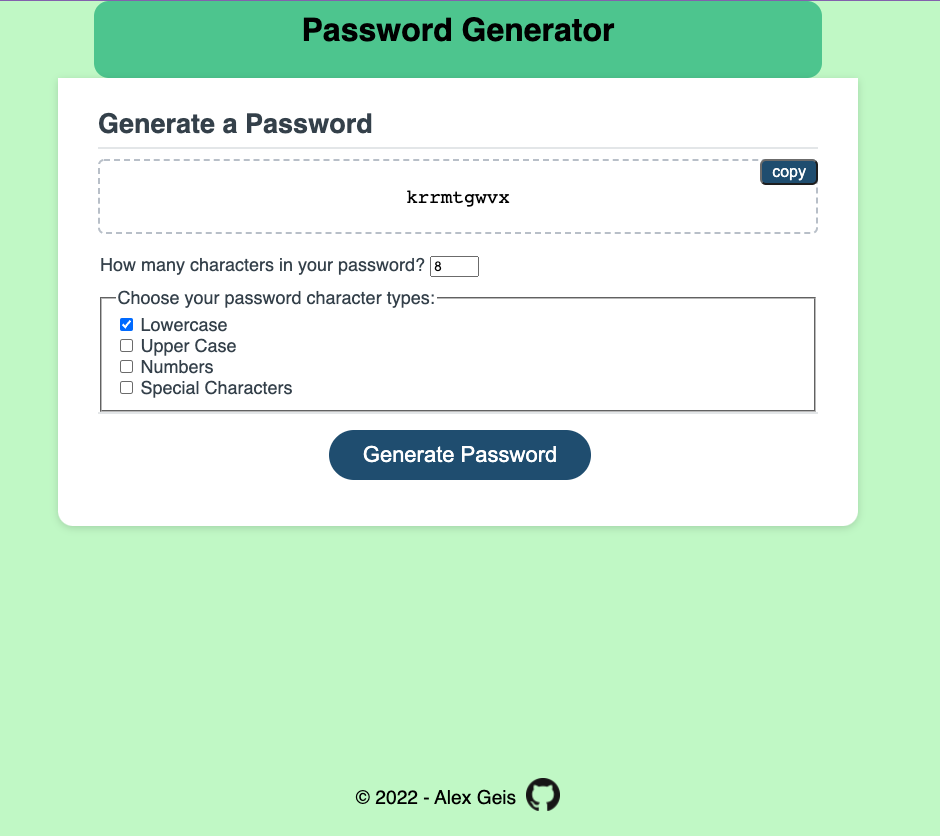 Password Generator
Generate a Password
copy
krrmtgwvx
How many characters in your password? 8
Choose your password character types:
Lowercase
Upper Case
Numbers
Special Characters
Generate Password
© 2022 - Alex Geis